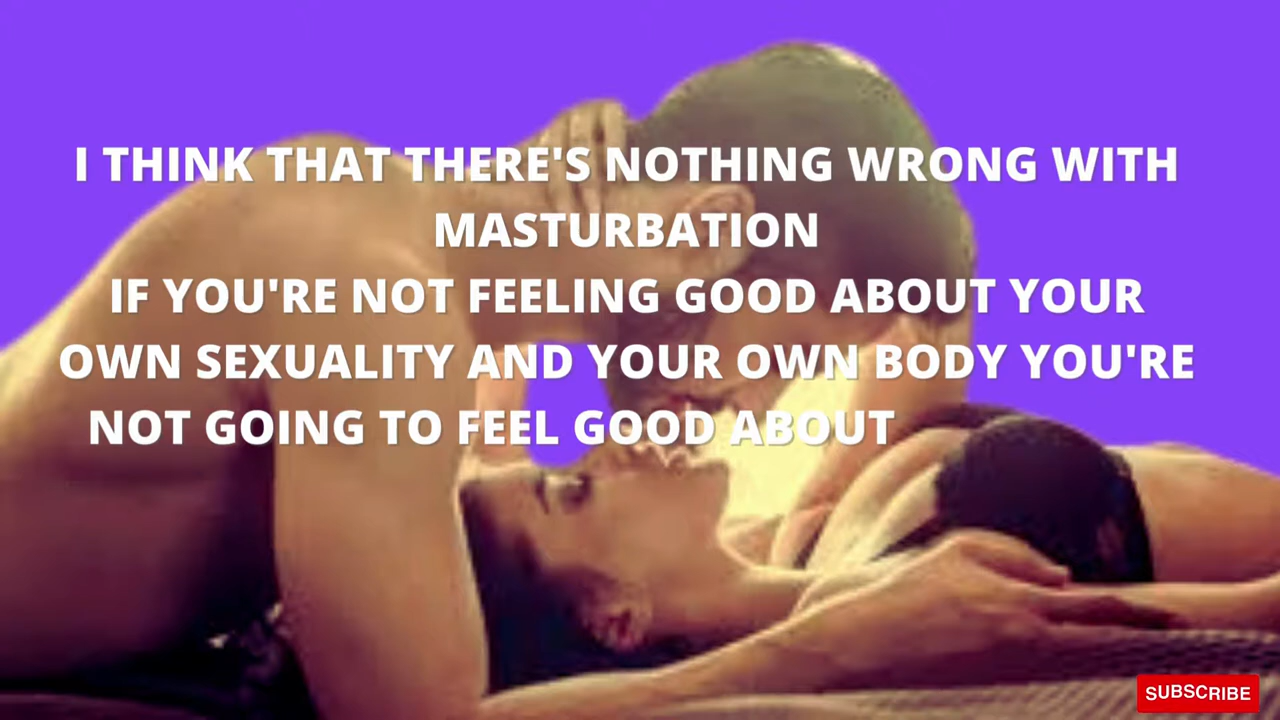 I THINK THAT THERE'S NOTHING WRONG WITH
MASTURBATION
IF YOU'RE NOT FEELING GOOD ABOUT YOUR
OWN SEXUALITY AND YOUR OWN BODY YOU'RE
NOT GOING TO FEEL GOOD ABOUT
SUBSCRIBE